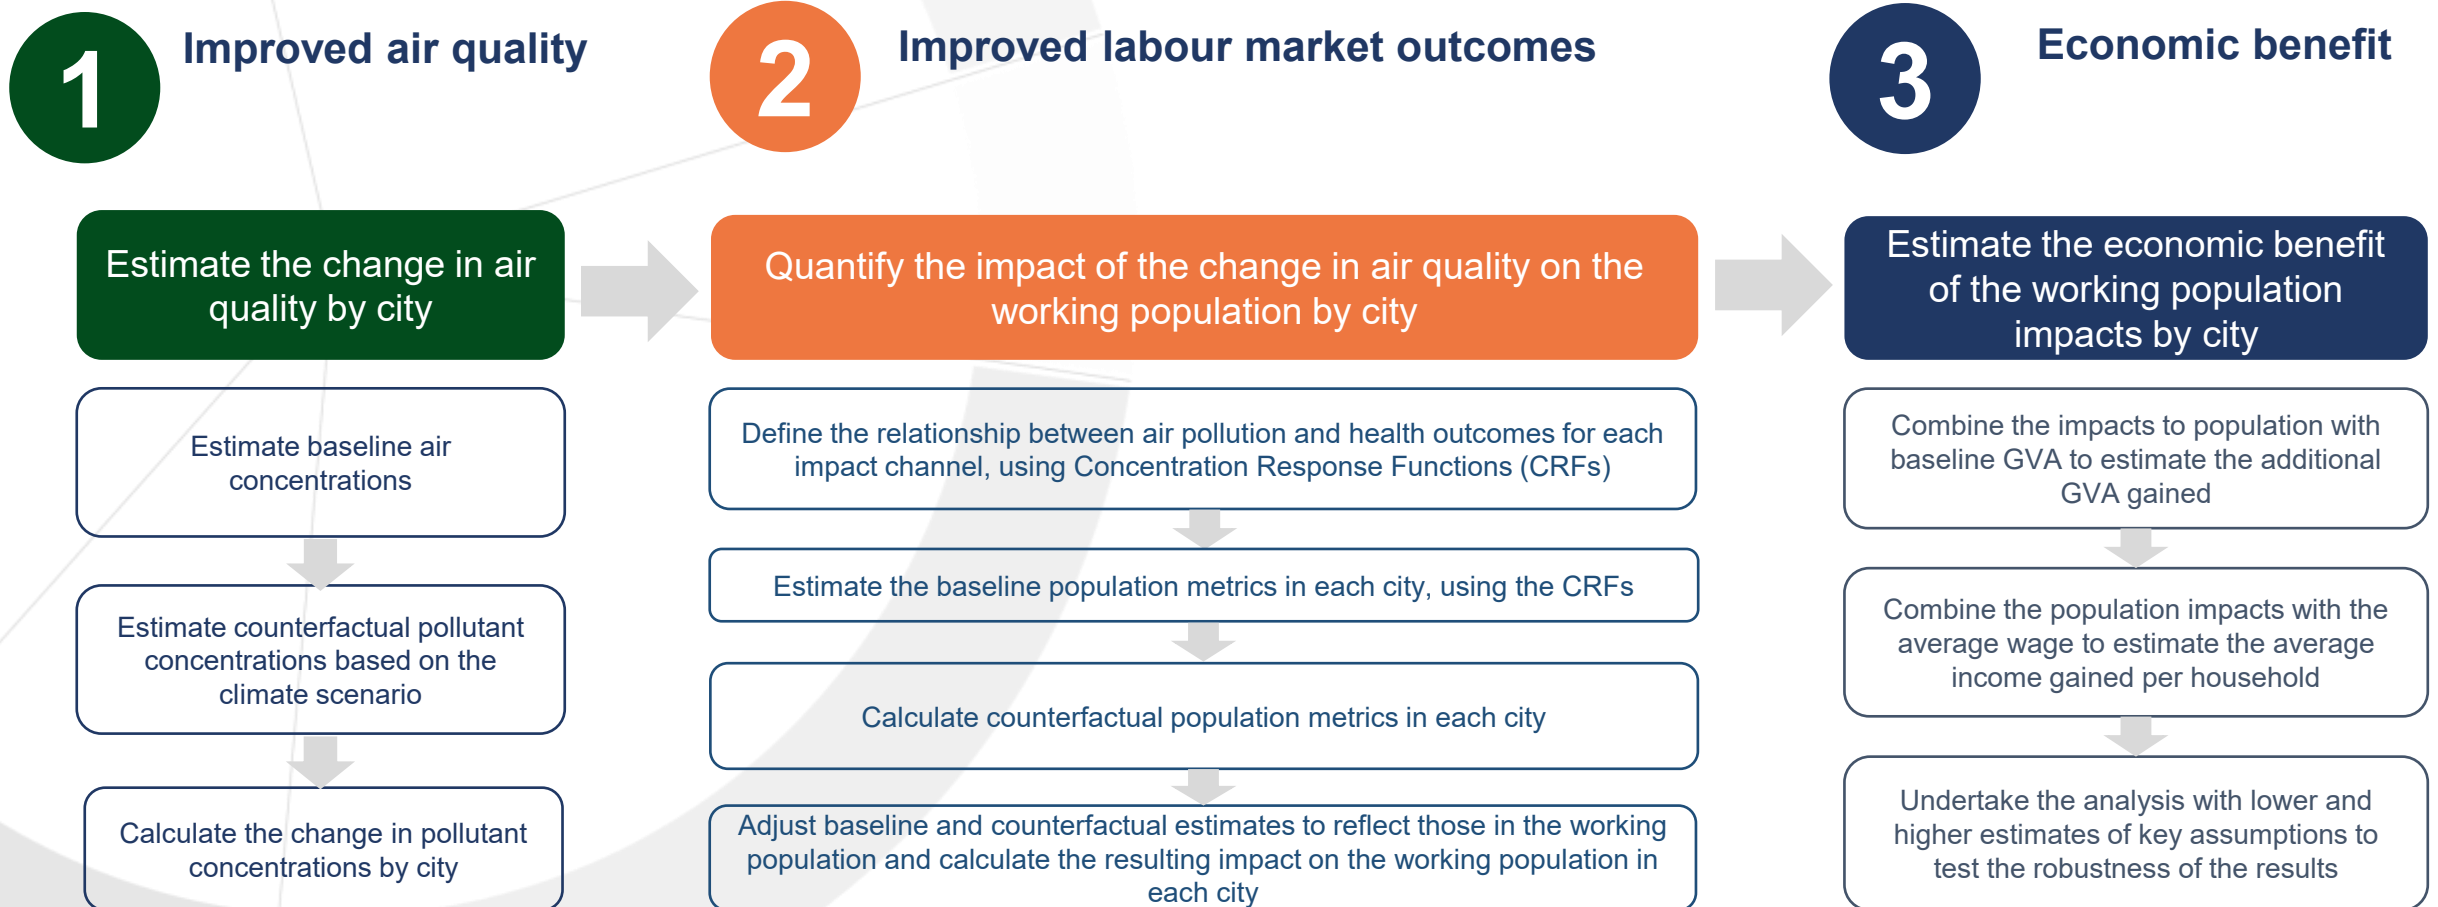 1
Improved air quality
Estimate the change in air
quality by city
Estimate baseline air
concentrations
Estimate counterfactual pollutant
concentrations based on the
climate scenario
Calculate the change in pollutant
concentrations by city
2
Improved labour market outcomes
Quantify the impact of the change in air quality on the
working population by city
Define the relationship between air pollution and health outcomes for each
impact channel, using Concentration Response Functions (CRFs)
Estimate the baseline population metrics in each city, using the CRFs
Calculate counterfactual population metrics in each city
Adjust baseline and counterfactual estimates to reflect those in the working
population and calculate the resulting impact on the working population in
each city
3
Economic benefit
Estimate the economic benefit
of the working population
impacts by city
Combine the impacts to population with
baseline GVA to estimate the additional
GVA gained
Combine the population impacts with the
average wage to estimate the average
income gained per household
Undertake the analysis with lower and
higher estimates of key assumptions to
test the robustness of the results